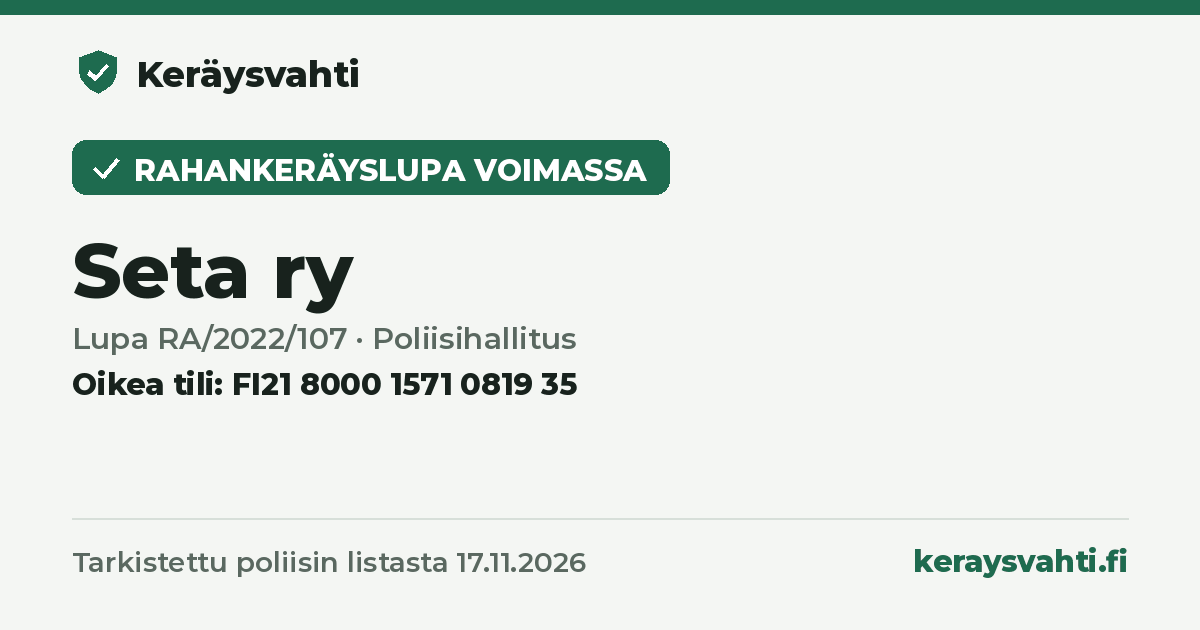 Keräysvahti
RAHANKERÄYSLUPA VOIMASSA
Seta ry
Lupa RA/2022/107 · Poliisihallitus
Oikea tili: FI21 8000 1571 0819 35
Tarkistettu poliisin listasta 17.11.2026
keraysvahti.fi